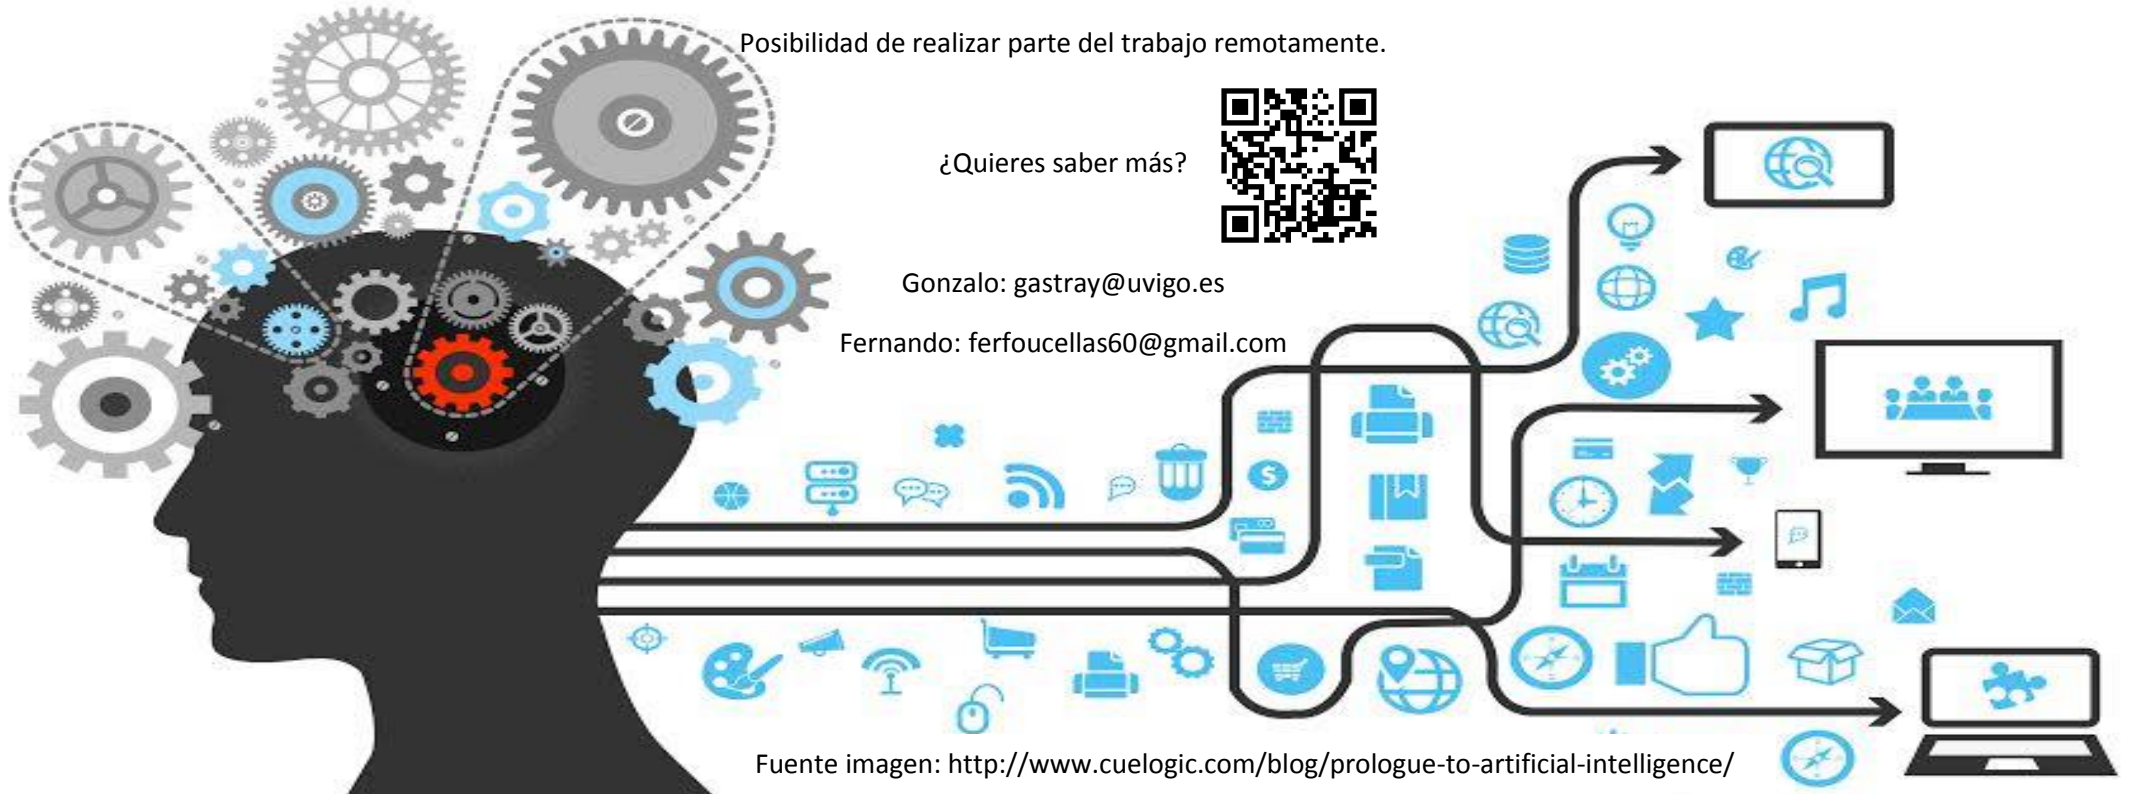 Posibilidad de realizar parte del trabajo remotamente.
¿Quieres saber más?
Gonzalo: gastray@uvigo.es
Fernando: ferfoucellas60@gmail.com
$
Fuente imagen: http://www.cuelogic.com/blog/prologue-to-artificial-intelligence/